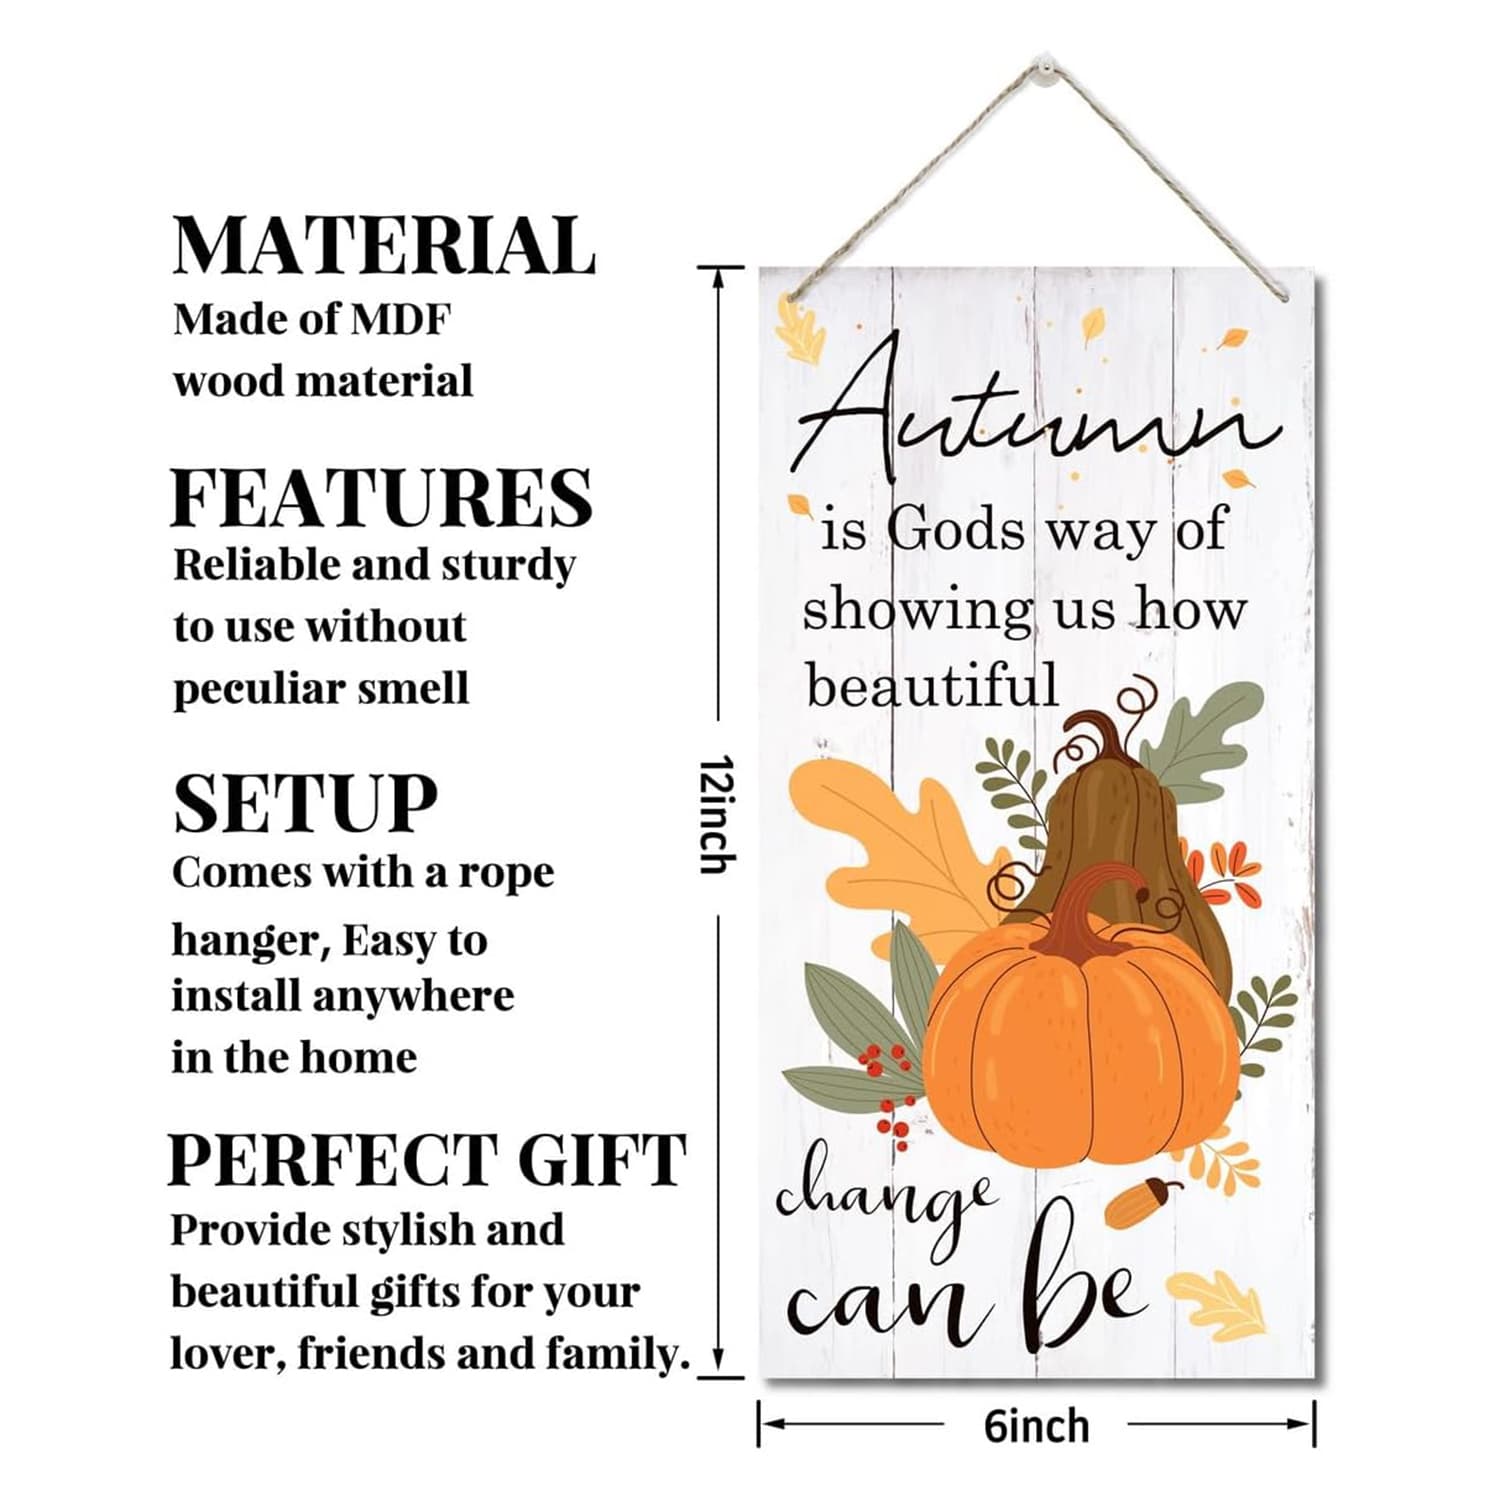 MATERIAL
Made of MDF
wood material
FEATURES
Reliable and sturdy
to use without
peculiar smell
SETUP
Comes with a rope
hanger, Easy to
install anywhere
in the home
PERFECT GIFT
Provide stylish and
beautiful gifts for your
lover, friends and family.
12inch
Autumn
is Gods way of
showing us how
beautiful
change
can be
6inch